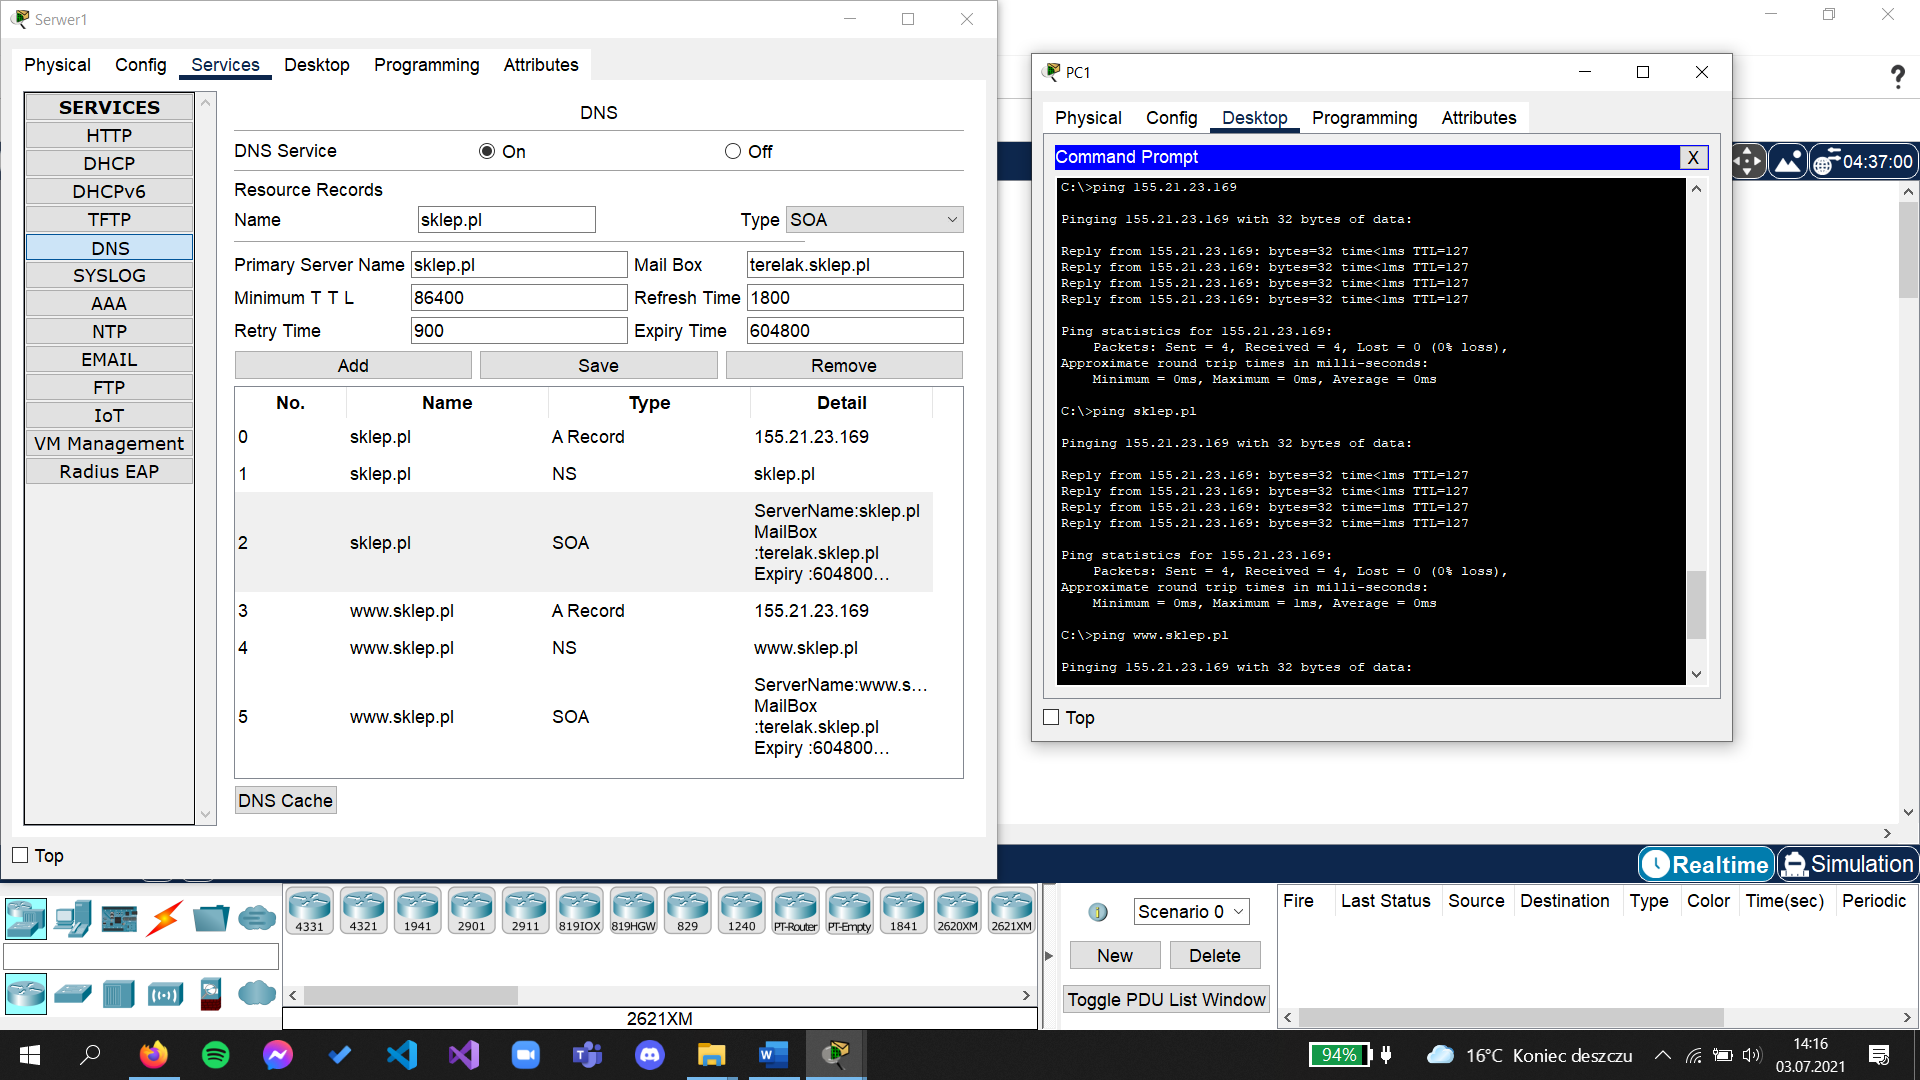 Serwer1
Physical Config Services Desktop Programming Attributes
SERVICES
HTTP
DHCP
DHCPv6
TFTP
DNS
SYSLOG
AAA
NTP
EMAIL
FTP
IoT
VM Management
Radius EAP
DNS
DNS Service On Off
Resource Records
Name sklep.pl Type SOA
Primary Server Name sklep.pl Mail Box terelak.sklep.pl
Minimum T T L 86400 Refresh Time 1800
Retry Time 900 Expiry Time 604800
Add Save Remove
No. Name Type Detail
0 sklep.pl A Record 155.21.23.169
1 sklep.pl NS sklep.pl
2 sklep.pl SOA ServerName:sklep.pl
MailBox
:terelak.sklep.pl
Expiry :604800...
3 www.sklep.pl A Record 155.21.23.169
4 www.sklep.pl NS www.sklep.pl
5 www.sklep.pl SOA ServerName:www.s...
MailBox
:terelak.sklep.pl
Expiry :604800...
DNS Cache
Top
PC1
Physical Config Desktop Programming Attributes
Command Prompt X
C:\>ping 155.21.23.169
Pinging 155.21.23.169 with 32 bytes of data:
Reply from 155.21.23.169: bytes=32 time<1ms TTL=127
Reply from 155.21.23.169: bytes=32 time<1ms TTL=127
Reply from 155.21.23.169: bytes=32 time<1ms TTL=127
Reply from 155.21.23.169: bytes=32 time<1ms TTL=127
Ping statistics for 155.21.23.169:
Packets: Sent = 4, Received = 4, Lost = 0 (0% loss),
Approximate round trip times in milli-seconds:
Minimum = 0ms, Maximum = 0ms, Average = 0ms
C:\>ping sklep.pl
Pinging 155.21.23.169 with 32 bytes of data:
Reply from 155.21.23.169: bytes=32 time<1ms TTL=127
Reply from 155.21.23.169: bytes=32 time<1ms TTL=127
Reply from 155.21.23.169: bytes=32 time=1ms TTL=127
Reply from 155.21.23.169: bytes=32 time=1ms TTL=127
Ping statistics for 155.21.23.169:
Packets: Sent = 4, Received = 4, Lost = 0 (0% loss),
Approximate round trip times in milli-seconds:
Minimum = 0ms, Maximum = 1ms, Average = 0ms
C:\>ping www.sklep.pl
Pinging 155.21.23.169 with 32 bytes of data:
Top
?
04:37:00
Realtime Simulation
4331 4321 1941 2901 2911 819IOX 819HGW 829 1240 PT-Router PT-Empty 1841 2620XM 2621XM
2621XM
Scenario 0
New Delete
Toggle PDU List Window
Fire Last Status Source Destination Type Color Time(sec) Periodic
94% 16°C Koniec deszczu
14:16
03.07.2021